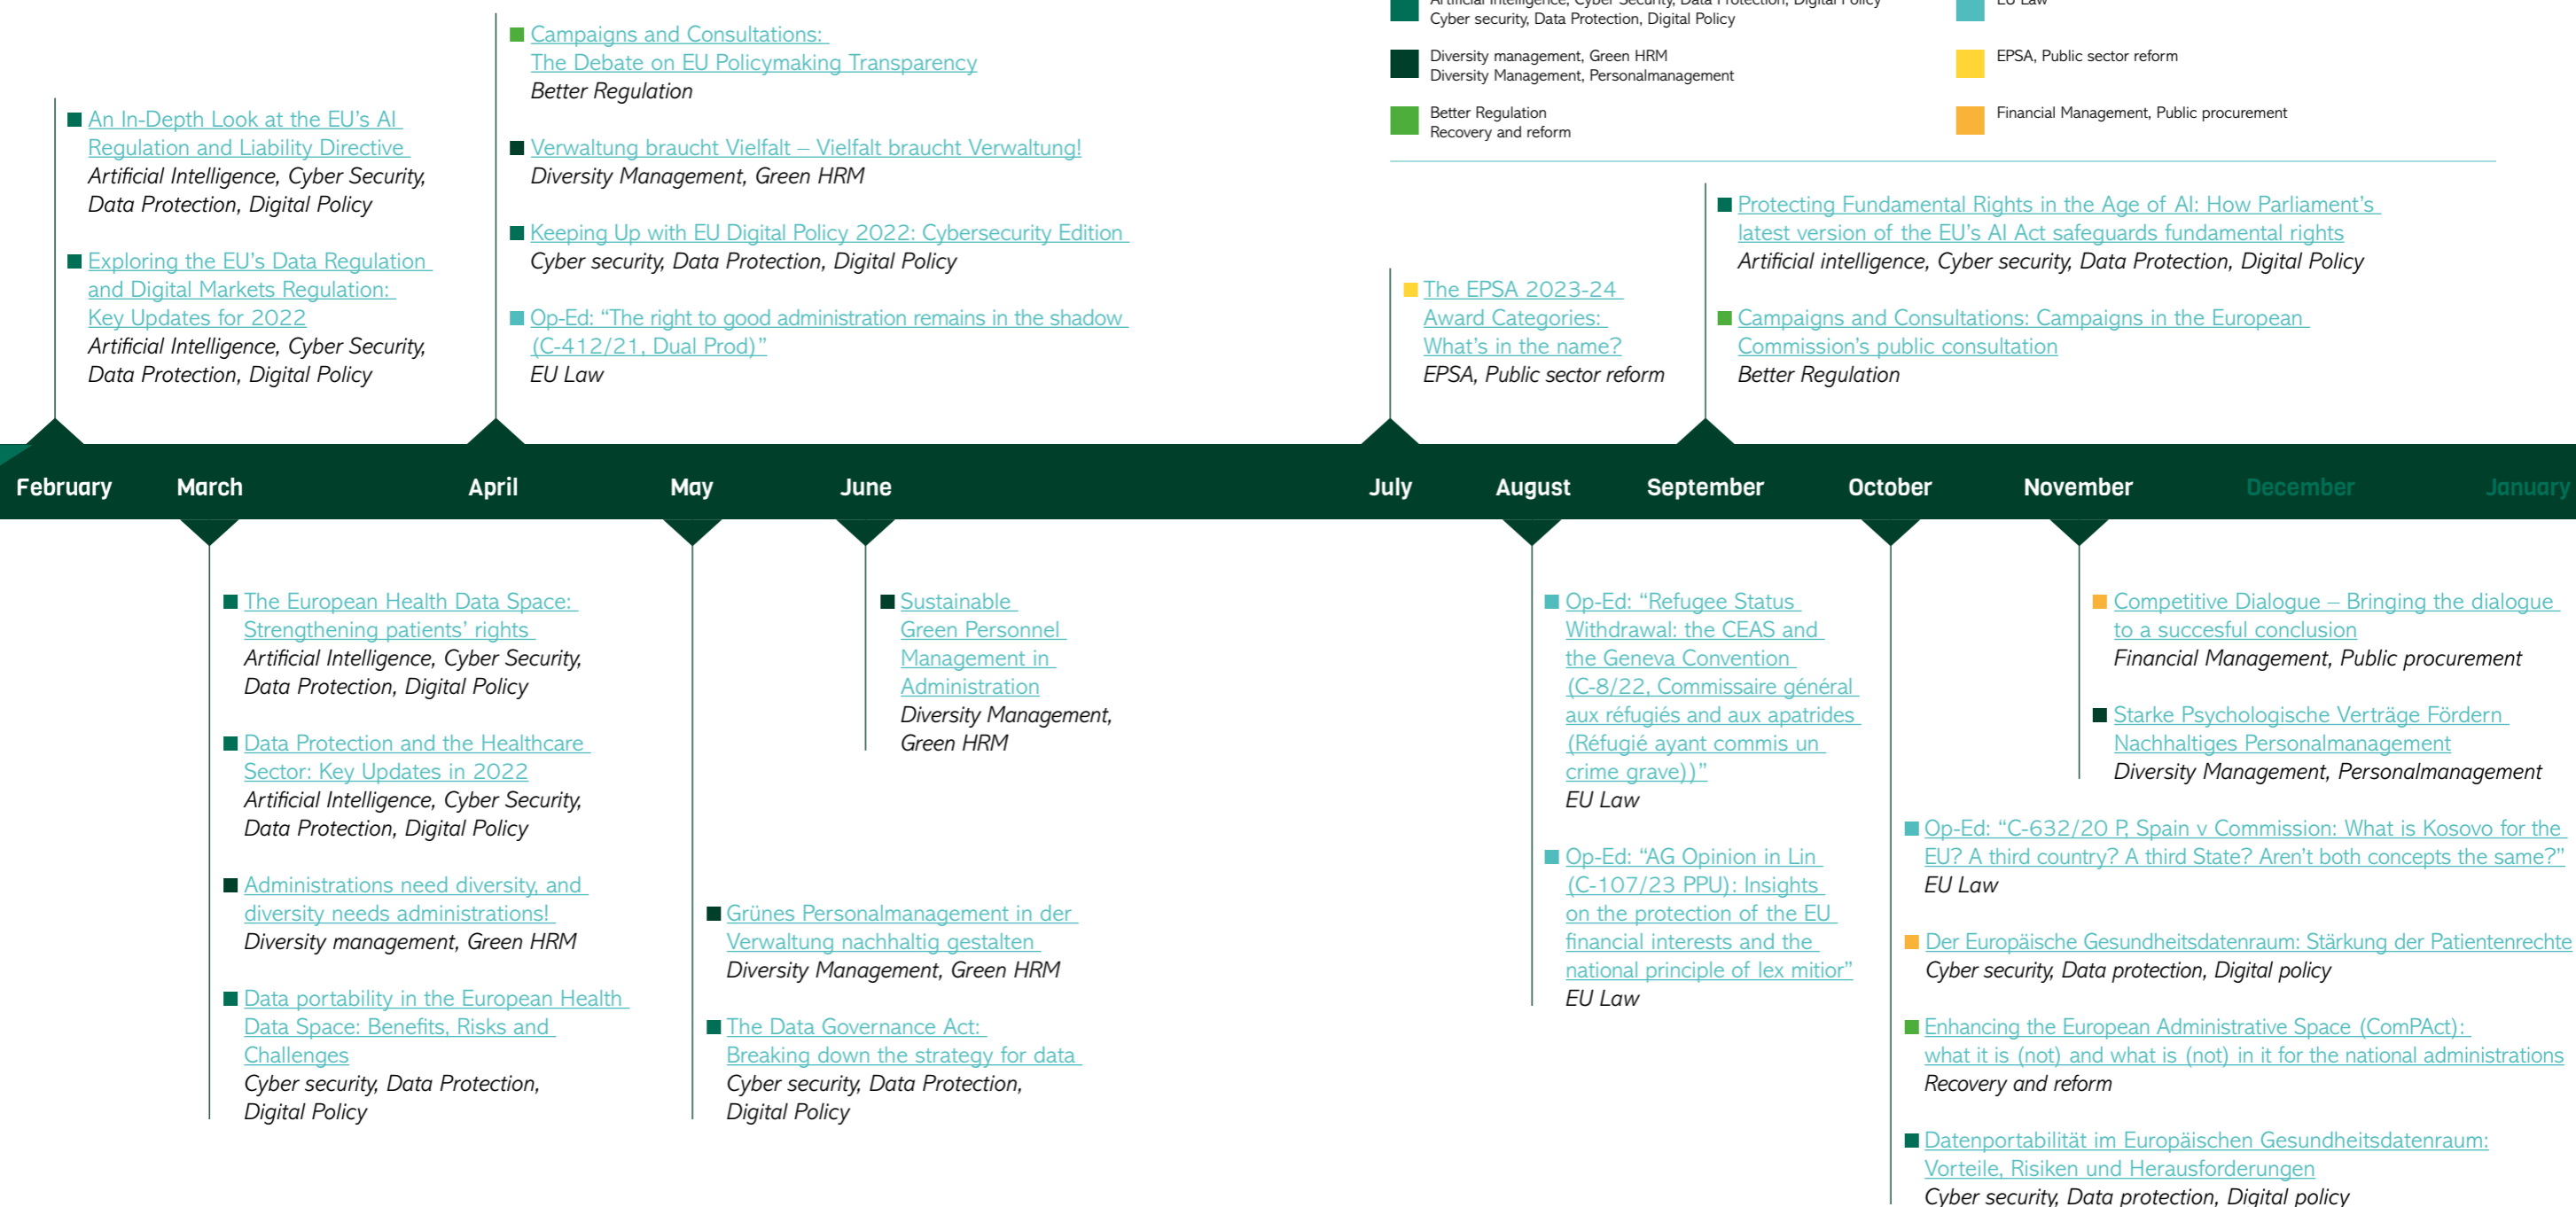 Artificial Intelligence, Cyber Security, Data Protection, Digital Policy
Cyber security, Data Protection, Digital Policy
EU Law
Diversity management, Green HRM
Diversity Management, Personalmanagement
EPSA, Public sector reform
Better Regulation
Recovery and reform
Financial Management, Public procurement
An In-Depth Look at the EU's AI
Regulation and Liability Directive
Artificial Intelligence, Cyber Security,
Data Protection, Digital Policy
Exploring the EU's Data Regulation
and Digital Markets Regulation:
Key Updates for 2022
Artificial Intelligence, Cyber Security,
Data Protection, Digital Policy
Campaigns and Consultations:
The Debate on EU Policymaking Transparency
Better Regulation
Verwaltung braucht Vielfalt – Vielfalt braucht Verwaltung!
Diversity Management, Green HRM
Keeping Up with EU Digital Policy 2022: Cybersecurity Edition
Cyber security, Data Protection, Digital Policy
Op-Ed: “The right to good administration remains in the shadow
(C-412/21, Dual Prod)”
EU Law
The EPSA 2023-24
Award Categories:
What's in the name?
EPSA, Public sector reform
Protecting Fundamental Rights in the Age of AI: How Parliament's
latest version of the EU's AI Act safeguards fundamental rights
Artificial intelligence, Cyber security, Data Protection, Digital Policy
Campaigns and Consultations: Campaigns in the European
Commission's public consultation
Better Regulation
February March April May June July August September October November December January
The European Health Data Space:
Strengthening patients' rights
Artificial Intelligence, Cyber Security,
Data Protection, Digital Policy
Data Protection and the Healthcare
Sector: Key Updates in 2022
Artificial Intelligence, Cyber Security,
Data Protection, Digital Policy
Administrations need diversity, and
diversity needs administrations!
Diversity management, Green HRM
Data portability in the European Health
Data Space: Benefits, Risks and
Challenges
Cyber security, Data Protection,
Digital Policy
Grünes Personalmanagement in der
Verwaltung nachhaltig gestalten
Diversity Management, Green HRM
The Data Governance Act:
Breaking down the strategy for data
Cyber security, Data Protection,
Digital Policy
Sustainable
Green Personnel
Management in
Administration
Diversity Management,
Green HRM
Op-Ed: “Refugee Status
Withdrawal: the CEAS and
the Geneva Convention
(C-8/22, Commissaire général
aux réfugiés and aux apatrides
(Réfugié ayant commis un
crime grave))”
EU Law
Op-Ed: “AG Opinion in Lin
(C-107/23 PPU): Insights
on the protection of the EU
financial interests and the
national principle of lex mitior”
EU Law
Competitive Dialogue – Bringing the dialogue
to a succesful conclusion
Financial Management, Public procurement
Starke Psychologische Verträge Fördern
Nachhaltiges Personalmanagement
Diversity Management, Personalmanagement
Op-Ed: “C-632/20 P, Spain v Commission: What is Kosovo for the
EU? A third country? A third State? Aren't both concepts the same?”
EU Law
Der Europäische Gesundheitsdatenraum: Stärkung der Patientenrechte
Cyber security, Data protection, Digital policy
Enhancing the European Administrative Space (ComPAct):
what it is (not) and what is (not) in it for the national administrations
Recovery and reform
Datenportabilität im Europäischen Gesundheitsdatenraum:
Vorteile, Risiken und Herausforderungen
Cyber security, Data protection, Digital policy